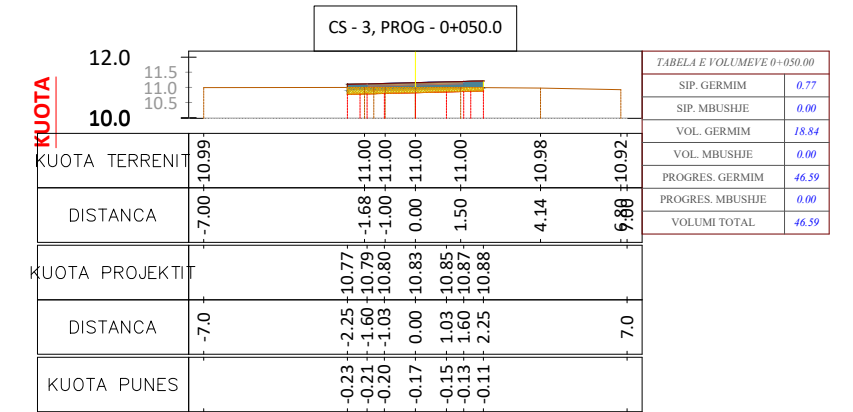 CS - 3, PROG - 0+050.0
KUOTA
12.0
11.5
11.0
10.5
10.0
TABELA E VOLUMEVE 0+050.00
SIP. GERMIM 0.77
SIP. MBUSHJE 0.00
VOL. GERMIM 18.84
VOL. MBUSHJE 0.00
PROGRES. GERMIM 46.59
PROGRES. MBUSHJE 0.00
VOLUMI TOTAL 46.59
KUOTA TERRENIT 10.99 11.00 11.00 11.00 11.00 10.98 10.92
DISTANCA -7.00 -1.68 -1.00 0.00 1.50 4.14 6.80 7.00
KUOTA PROJEKTIT 10.77 10.79 10.80 10.83 10.85 10.87 10.88
DISTANCA -7.0 -2.25 -1.60 -1.03 0.00 1.03 1.60 2.25 7.0
KUOTA PUNES -0.23 -0.21 -0.20 -0.17 -0.15 -0.13 -0.11